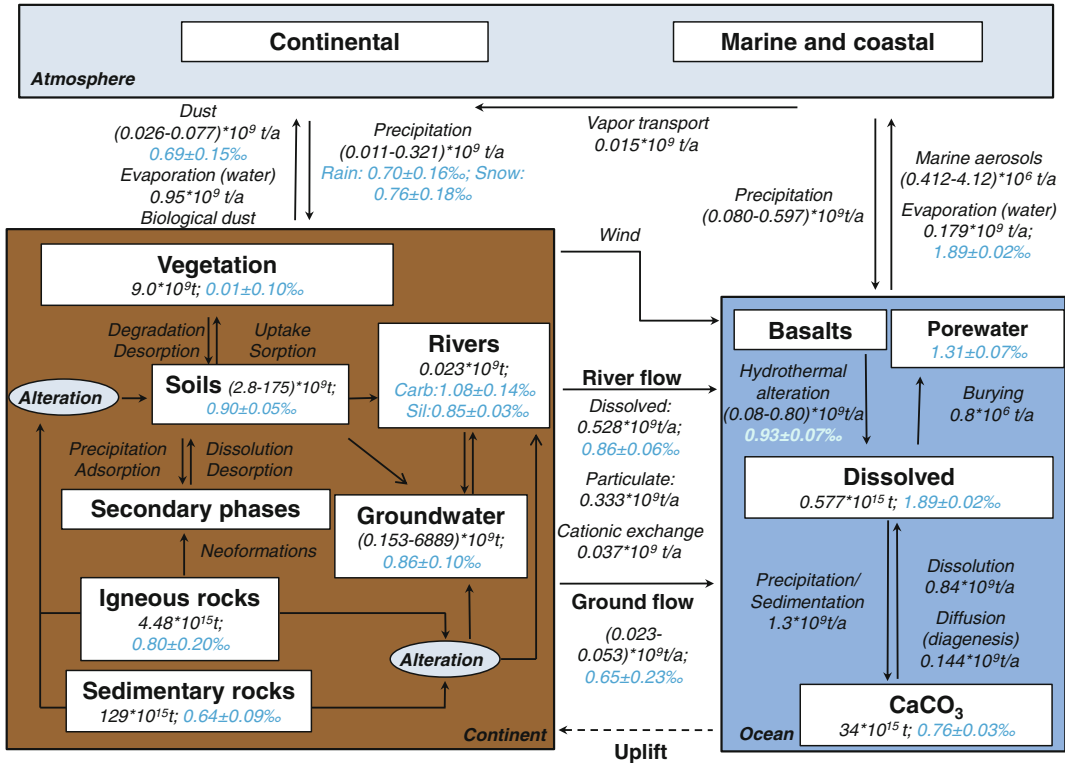 Continental
Marine and coastal
Atmosphere
Dust
(0.026-0.077)*10⁹ t/a
0.69±0.15‰
Evaporation (water)
0.95*10⁹ t/a
Biological dust
Precipitation
(0.011-0.321)*10⁹ t/a
Rain: 0.70±0.16‰; Snow:
0.76±0.18‰
Vapor transport
0.015*10⁹ t/a
Precipitation
(0.080-0.597)*10⁹t/a
Marine aerosols
(0.412-4.12)*10⁶ t/a
Evaporation (water)
0.179*10⁹ t/a;
1.89±0.02‰
Vegetation
9.0*10⁹t; 0.01±0.10‰
Degradation
Desorption
Uptake
Sorption
Alteration
Soils (2.8-175)*10⁹t;
0.90±0.05‰
Rivers
0.023*10⁹t;
Carb:1.08±0.14‰
Sil:0.85±0.03‰
Precipitation
Adsorption
Dissolution
Desorption
Secondary phases
Groundwater
(0.153-6889)*10⁹t;
0.86±0.10‰
Neoformations
Igneous rocks
4.48*10¹⁵t;
0.80±0.20‰
Alteration
Sedimentary rocks
129*10¹⁵t; 0.64±0.09‰
Continent
Wind
River flow
Dissolved:
0.528*10⁹t/a;
0.86±0.06‰
Particulate:
0.333*10⁹t/a
Cationic exchange
0.037*10⁹ t/a
Ground flow
(0.023-
0.053)*10⁹t/a;
0.65±0.23‰
Uplift
Basalts
Porewater
1.31±0.07‰
Hydrothermal
alteration
(0.08-0.80)*10⁹t/a
0.93±0.07‰
Burying
0.8*10⁶ t/a
Dissolved
0.577*10¹⁵ t; 1.89±0.02‰
Precipitation/
Sedimentation
1.3*10⁹t/a
Dissolution
0.84*10⁹t/a
Diffusion
(diagenesis)
0.144*10⁹t/a
CaCO₃
34*10¹⁵ t; 0.76±0.03‰
Ocean